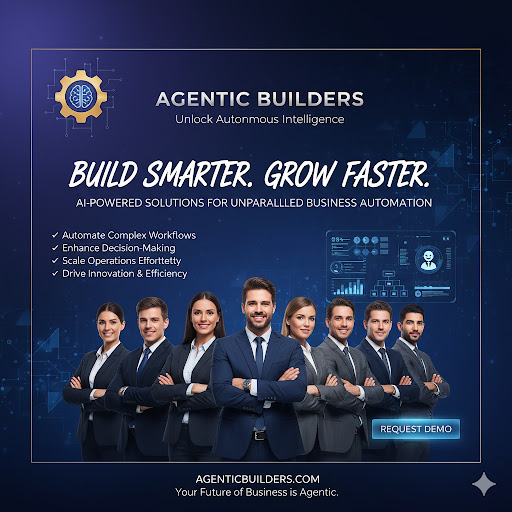 AGENTIC BUILDERS
Unlock Autonmous Intelligence
BUILD SMARTER. GROW FASTER.
AI-POWERED SOLUTIONS FOR UNPARALLLED BUSINESS AUTOMATION
✓ Automate Complex Workflows
✓ Enhance Decision-Making
✓ Scale Operations Efforttetty
✓ Drive Innovation & Efficiency
REQUEST DEMO
AGENTICBUILDERS.COM
Your Future of Business is Agentic.